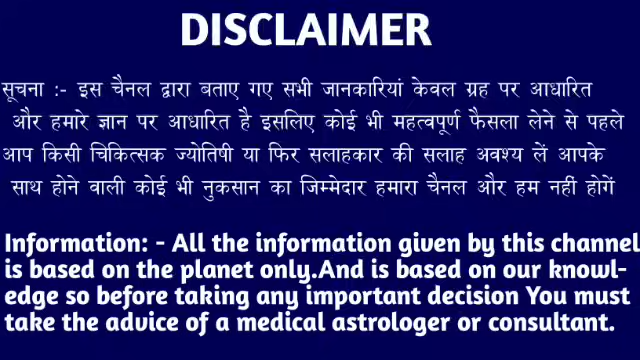 DISCLAIMER
सूचना :- इस चैनल द्वारा बताए गए सभी जानकारियां केवल ग्रह पर आधारित
और हमारे ज्ञान पर आधारित है इसलिए कोई भी महत्वपूर्ण फैसला लेने से पहले
आप किसी चिकित्सक ज्योतिषी या फिर सलाहकार की सलाह अवश्य लें आपके
साथ होने वाली कोई भी नुकसान का जिम्मेदार हमारा चैनल और हम नहीं होगें
Information: - All the information given by this channel
is based on the planet only.And is based on our knowl-
edge so before taking any important decision You must
take the advice of a medical astrologer or consultant.